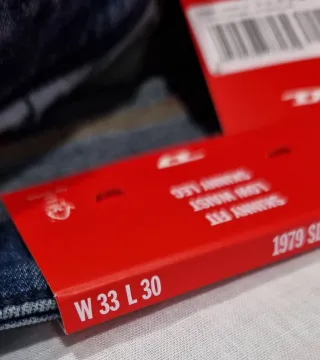 SKINNY FIT
LOW WAIST
SKINNY LEG
W 33 L 30
1979